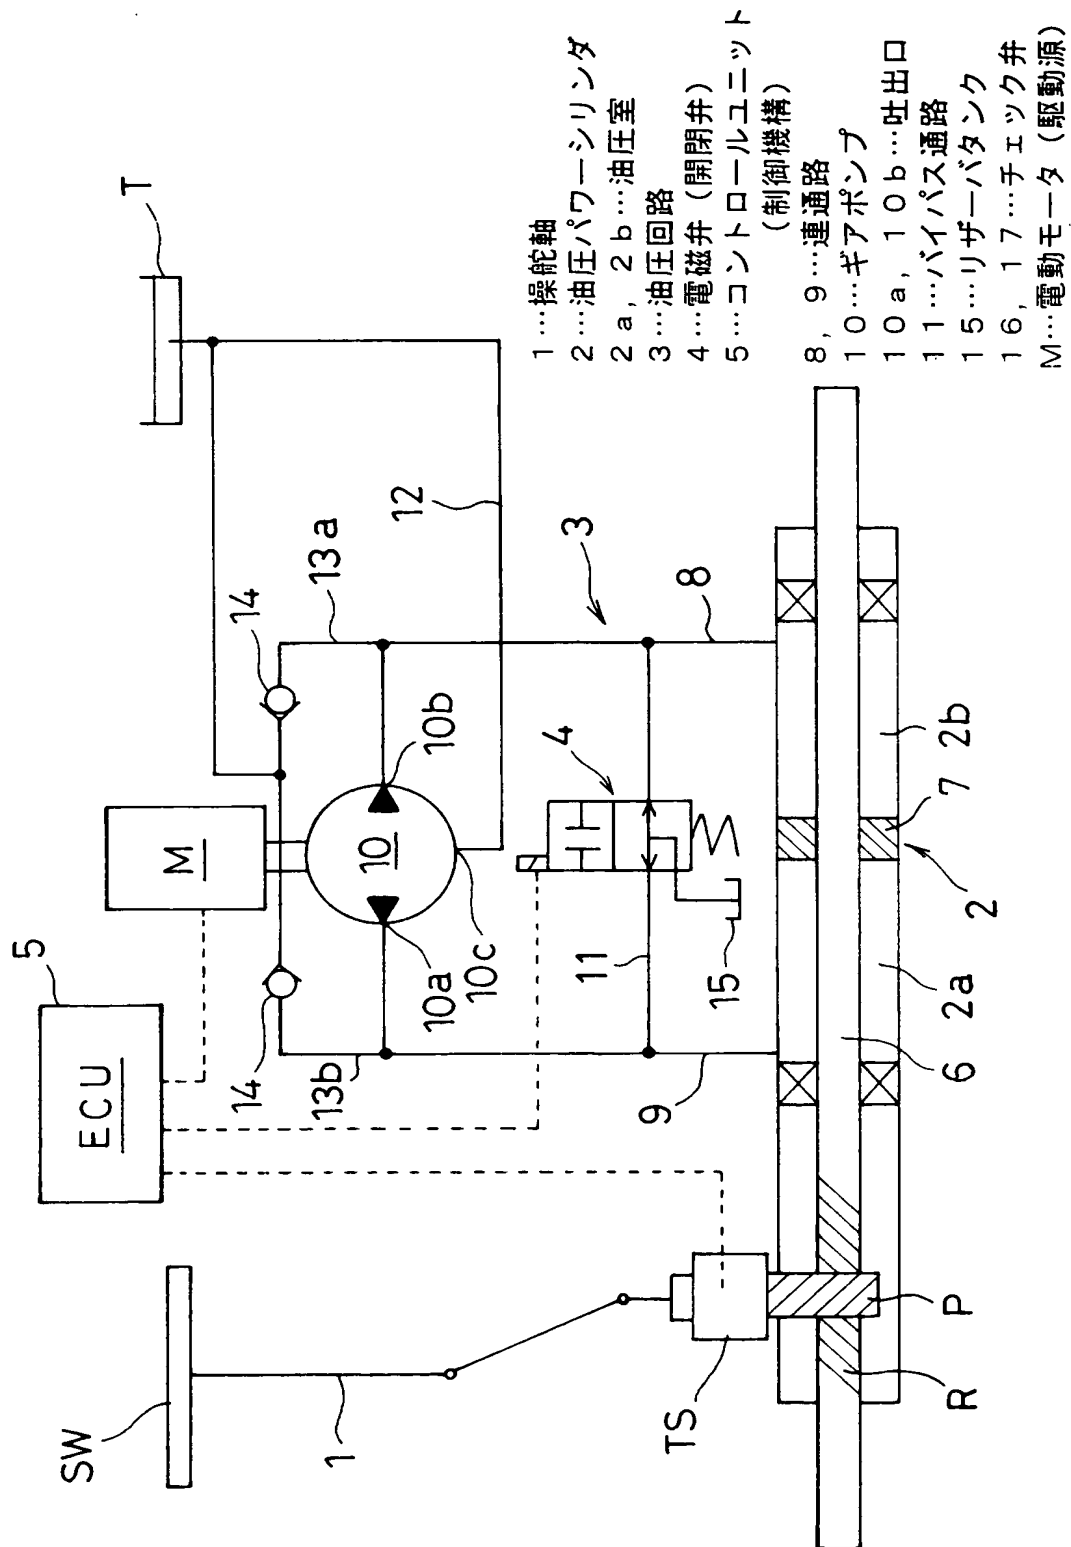 SW
1
TS
R
P
5
ECU
M
14
14
13b
13a
10
10a
10b
10c
12
T
3
4
11
15
8
9
6
2a
2
7
2b
1…操舵軸
2…油圧パワーシリンダ
2a, 2b…油圧室
3…油圧回路
4…電磁弁（開閉弁）
5…コントロールユニット
（制御機構）
8, 9…連通路
10…ギアポンプ
10a, 10b…吐出口
11…バイパス通路
15…リザーバタンク
16, 17…チェック弁
M…電動モータ（駆動源）